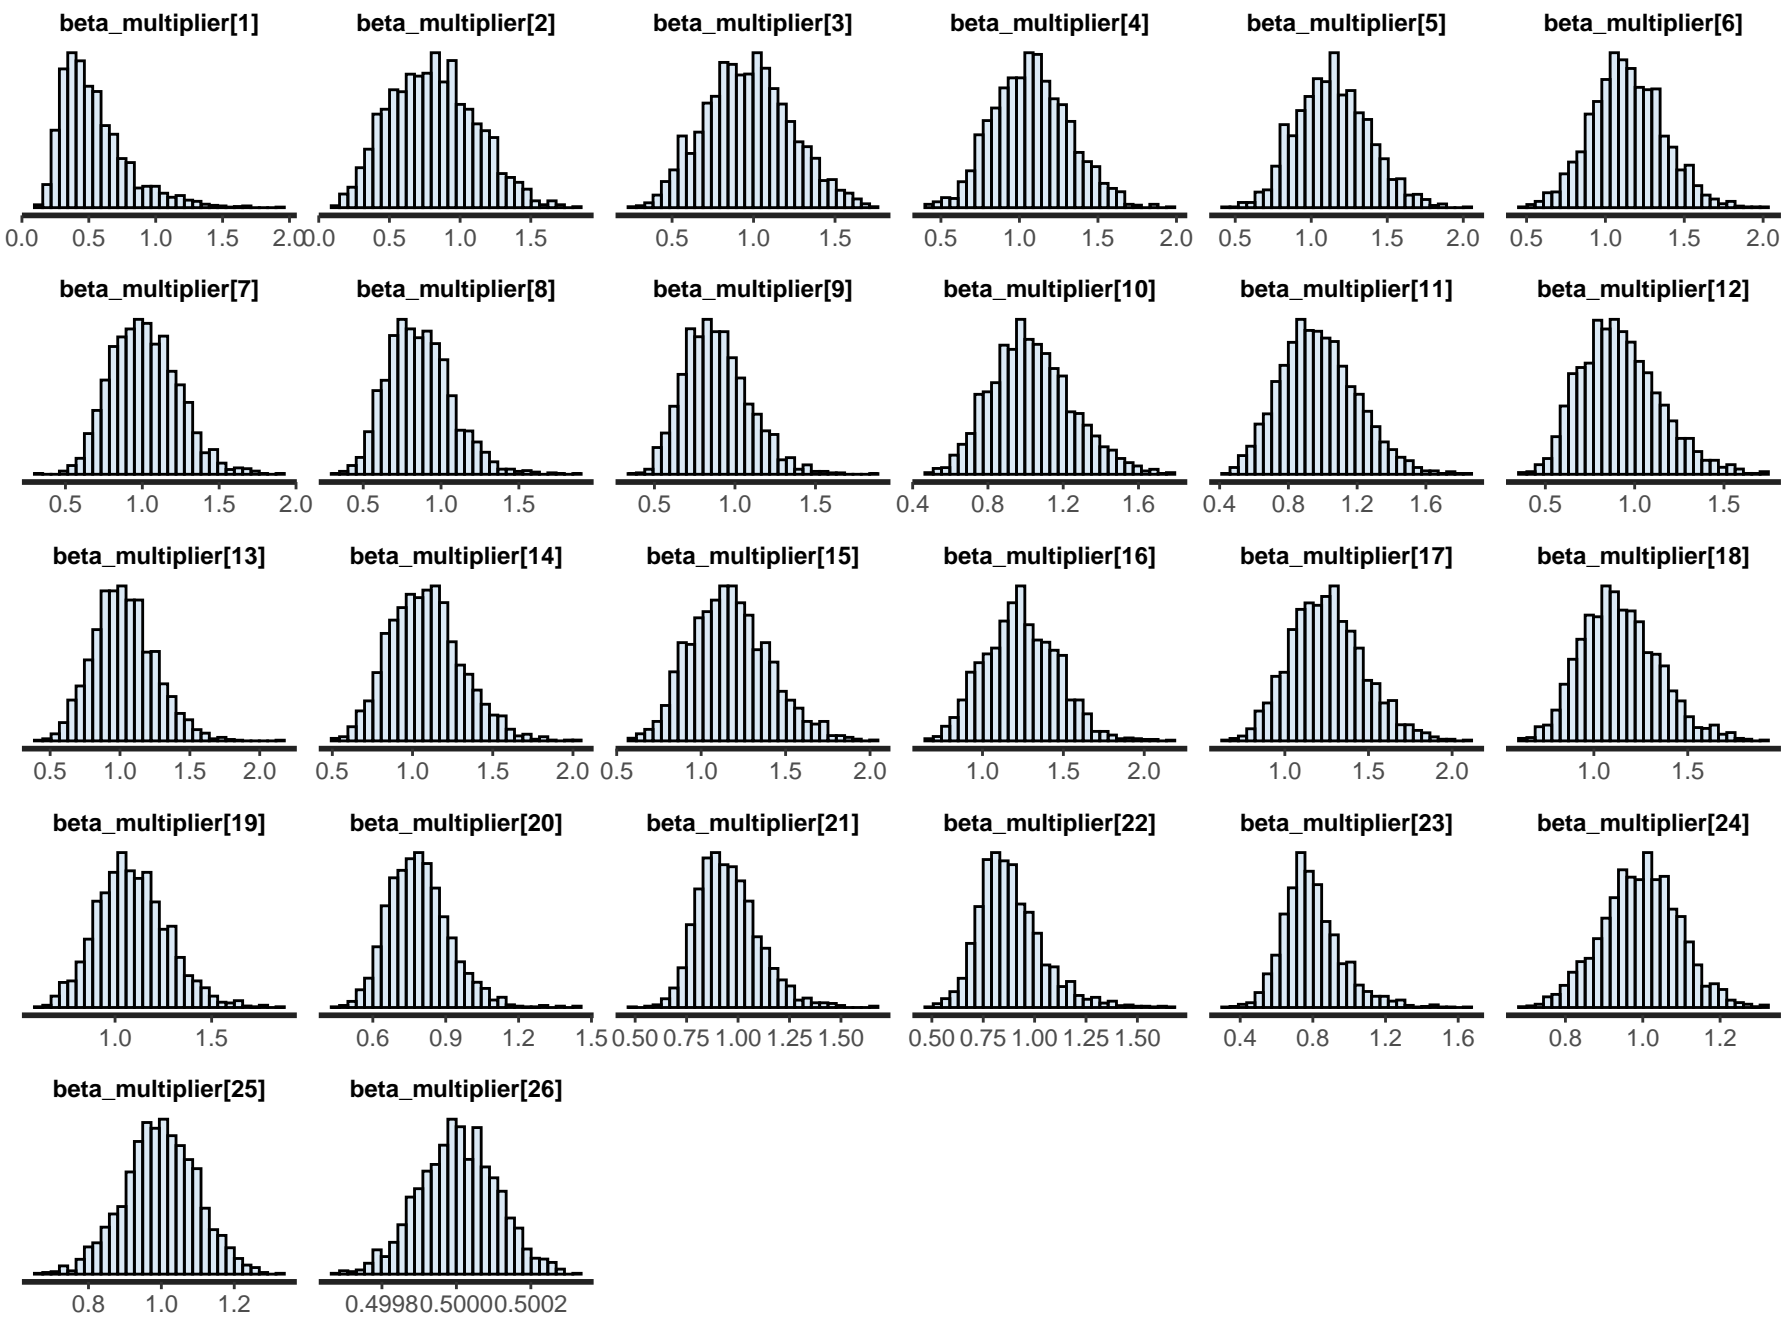 beta_multiplier[1] beta_multiplier[2] beta_multiplier[3] beta_multiplier[4] beta_multiplier[5] beta_multiplier[6]
0.0 0.5 1.0 1.5 2.0 0.0 0.5 1.0 1.5 0.5 1.0 1.5 0.5 1.0 1.5 2.0 0.5 1.0 1.5 2.0 0.5 1.0 1.5 2.0
beta_multiplier[7] beta_multiplier[8] beta_multiplier[9] beta_multiplier[10] beta_multiplier[11] beta_multiplier[12]
0.5 1.0 1.5 2.0 0.5 1.0 1.5 0.5 1.0 1.5 0.4 0.8 1.2 1.6 0.4 0.8 1.2 1.6 0.5 1.0 1.5
beta_multiplier[13] beta_multiplier[14] beta_multiplier[15] beta_multiplier[16] beta_multiplier[17] beta_multiplier[18]
0.5 1.0 1.5 2.0 0.5 1.0 1.5 2.0 0.5 1.0 1.5 2.0 1.0 1.5 2.0 1.0 1.5 2.0 1.0 1.5
beta_multiplier[19] beta_multiplier[20] beta_multiplier[21] beta_multiplier[22] beta_multiplier[23] beta_multiplier[24]
1.0 1.5 0.6 0.9 1.2 1.5 0.50 0.75 1.00 1.25 1.50 0.50 0.75 1.00 1.25 1.50 0.4 0.8 1.2 1.6 0.8 1.0 1.2
beta_multiplier[25] beta_multiplier[26]
0.8 1.0 1.2 0.4998 0.5000 0.5002